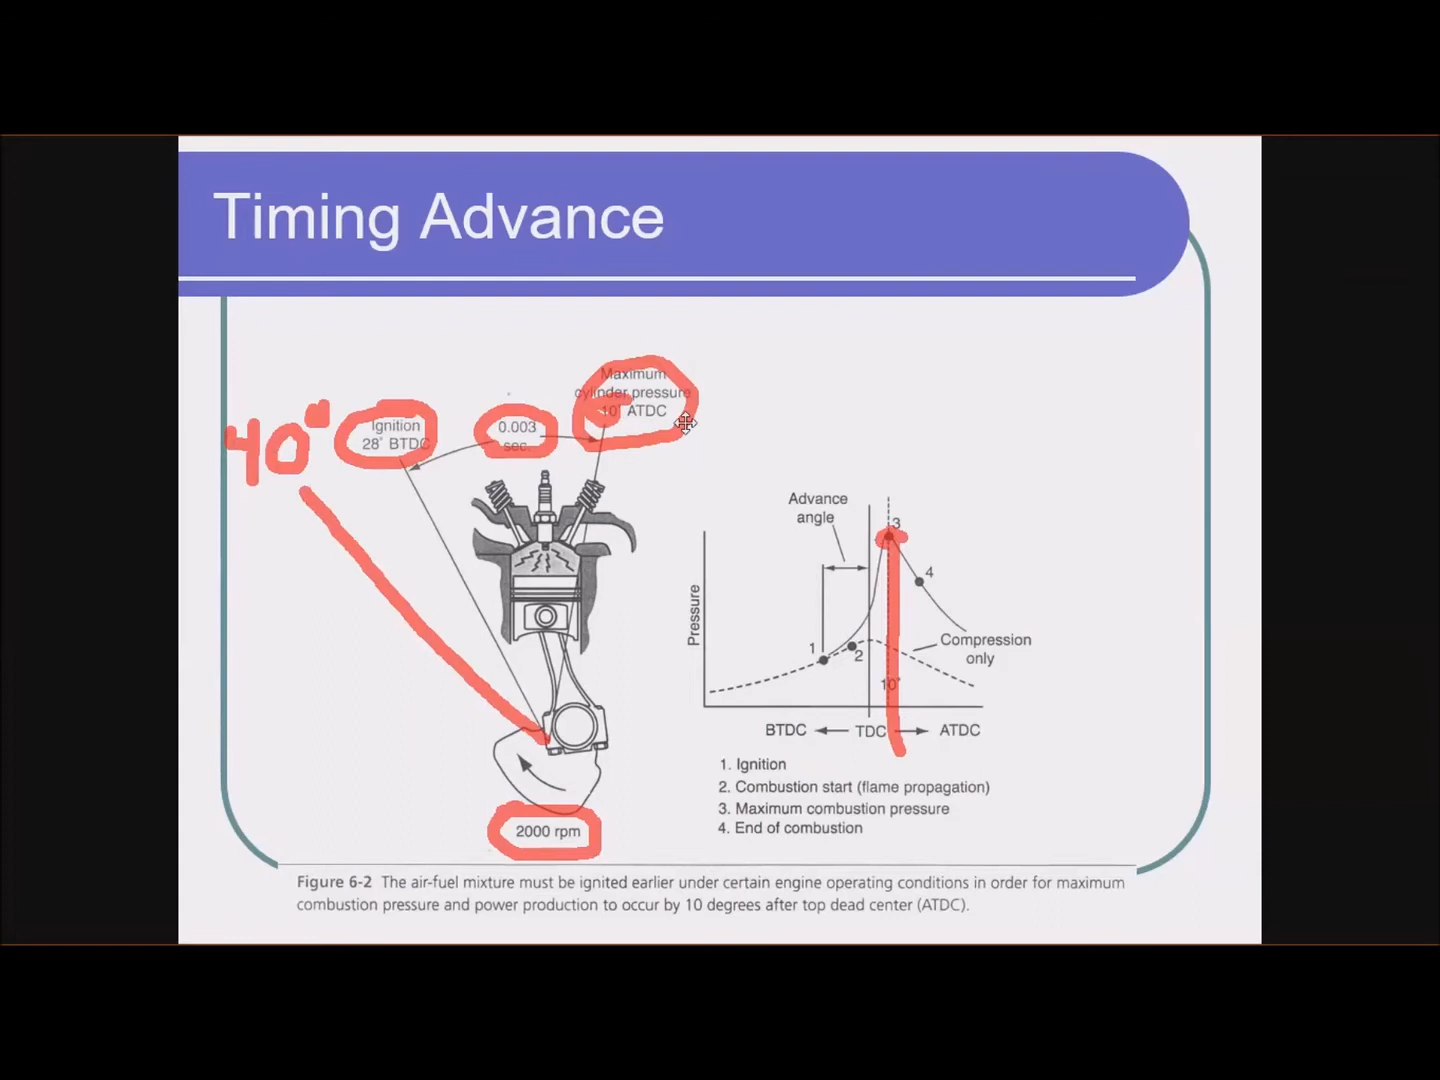 Timing Advance
Maximum
cylinder pressure
10° ATDC
40°
Ignition
28° BTDC
0.003
sec.
Advance
angle
3
4
Pressure
1
2
Compression
only
10°
BTDC
TDC
ATDC
2000 rpm
1. Ignition
2. Combustion start (flame propagation)
3. Maximum combustion pressure
4. End of combustion
Figure 6-2 The air-fuel mixture must be ignited earlier under certain engine operating conditions in order for maximum
combustion pressure and power production to occur by 10 degrees after top dead center (ATDC).